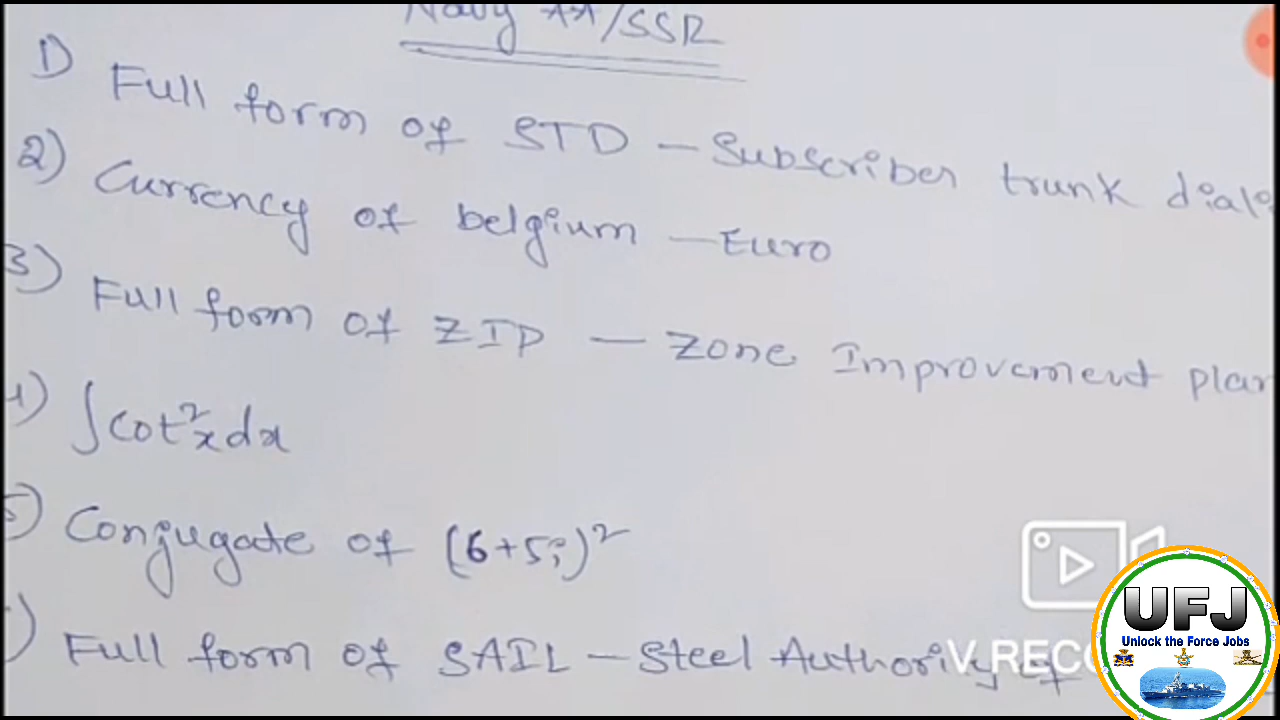 Navy AA/SSR
1) Full form of STD – Subscriber trunk
2) Currency of belgium – Euro
3) Full form of ZIP – Zone Improvement plan
4) ∫cot²x dx
5) Conjugate of (6+5i)²
) Full form of SAIL – Steel Authority of
V.RECO
UFJ
Unlock the Force Jobs